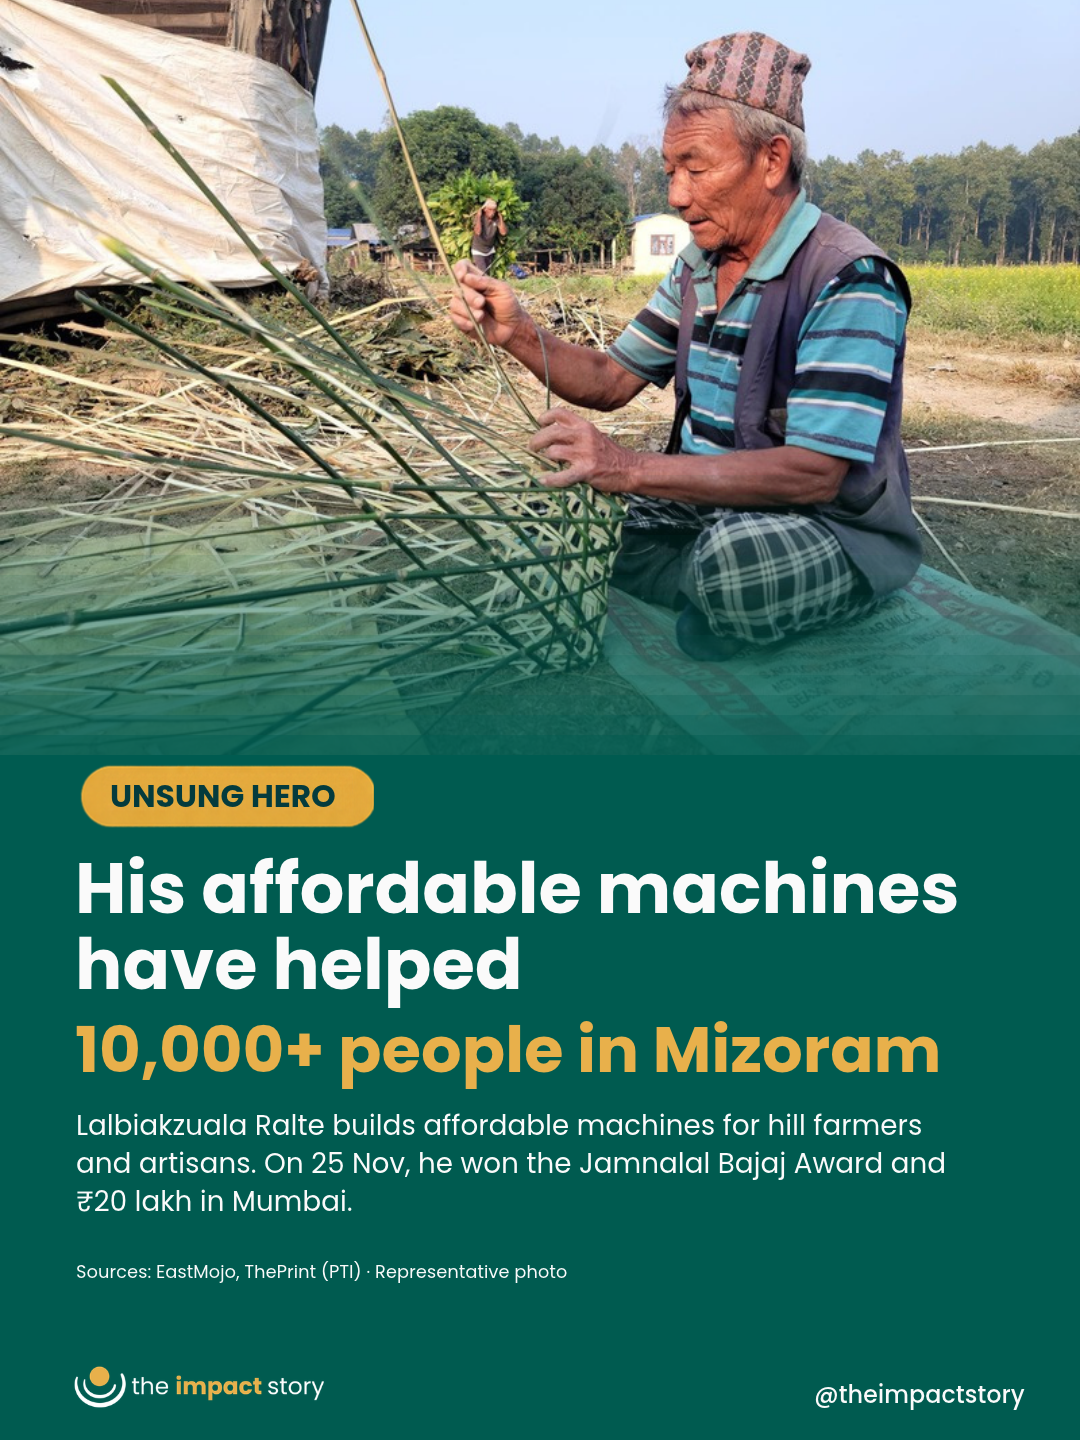 UNSUNG HERO
His affordable machines
have helped
10,000+ people in Mizoram
Lalbiakzuala Ralte builds affordable machines for hill farmers
and artisans. On 25 Nov, he won the Jamnalal Bajaj Award and
₹20 lakh in Mumbai.
Sources: EastMojo, ThePrint (PTI) · Representative photo
the impact story
@theimpactstory